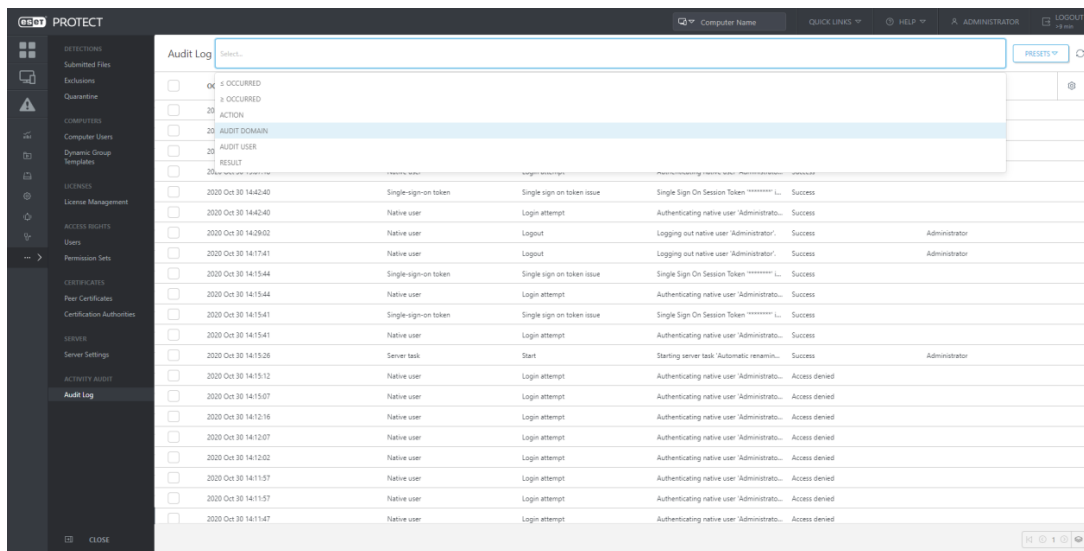 eset PROTECT
Computer Name
QUICK LINKS
HELP
ADMINISTRATOR
LOGOUT
>9 min
DETECTIONS
Submitted Files
Exclusions
Quarantine
COMPUTERS
Computer Users
Dynamic Group
Templates
LICENSES
License Management
ACCESS RIGHTS
Users
Permission Sets
CERTIFICATES
Peer Certificates
Certification Authorities
SERVER
Server Settings
ACTIVITY AUDIT
Audit Log
CLOSE
Audit Log
Select...
PRESETS
≤ OCCURRED
≥ OCCURRED
ACTION
AUDIT DOMAIN
AUDIT USER
RESULT
2020 Oct 30 14:42:40 Single-sign-on token Single sign on token issue Single Sign On Session Token '********' i... Success
2020 Oct 30 14:42:40 Native user Login attempt Authenticating native user 'Administrato... Success
2020 Oct 30 14:29:02 Native user Logout Logging out native user 'Administrator'. Success Administrator
2020 Oct 30 14:17:41 Native user Logout Logging out native user 'Administrator'. Success Administrator
2020 Oct 30 14:15:44 Single-sign-on token Single sign on token issue Single Sign On Session Token '********' i... Success
2020 Oct 30 14:15:44 Native user Login attempt Authenticating native user 'Administrato... Success
2020 Oct 30 14:15:41 Single-sign-on token Single sign on token issue Single Sign On Session Token '********' i... Success
2020 Oct 30 14:15:41 Native user Login attempt Authenticating native user 'Administrato... Success
2020 Oct 30 14:15:26 Server task Start Starting server task 'Automatic renamin... Success Administrator
2020 Oct 30 14:15:12 Native user Login attempt Authenticating native user 'Administrato... Access denied
2020 Oct 30 14:15:07 Native user Login attempt Authenticating native user 'Administrato... Access denied
2020 Oct 30 14:12:16 Native user Login attempt Authenticating native user 'Administrato... Access denied
2020 Oct 30 14:12:07 Native user Login attempt Authenticating native user 'Administrato... Access denied
2020 Oct 30 14:12:02 Native user Login attempt Authenticating native user 'Administrato... Access denied
2020 Oct 30 14:11:57 Native user Login attempt Authenticating native user 'Administrato... Access denied
2020 Oct 30 14:11:57 Native user Login attempt Authenticating native user 'Administrato... Access denied
2020 Oct 30 14:11:47 Native user Login attempt Authenticating native user 'Administrato... Access denied
1